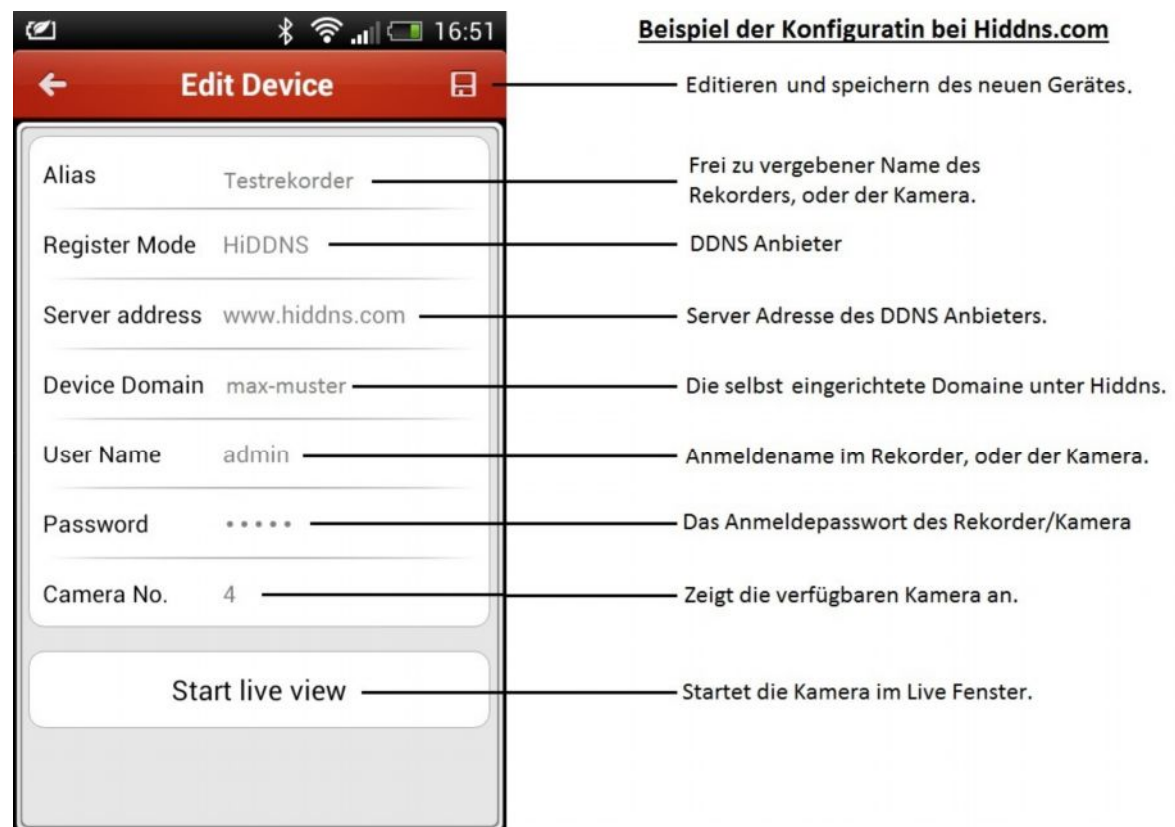 16:51
Beispiel der Konfiguratin bei Hiddns.com
Edit Device
Editieren und speichern des neuen Gerätes.
Alias
Testrekorder
Frei zu vergebener Name des
Rekorders, oder der Kamera.
Register Mode
HiDDNS
DDNS Anbieter
Server address
www.hiddns.com
Server Adresse des DDNS Anbieters.
Device Domain
max-muster
Die selbst eingerichtete Domaine unter Hiddns.
User Name
admin
Anmeldename im Rekorder, oder der Kamera.
Password
•••••
Das Anmeldepasswort des Rekorder/Kamera
Camera No.
4
Zeigt die verfügbaren Kamera an.
Start live view
Startet die Kamera im Live Fenster.